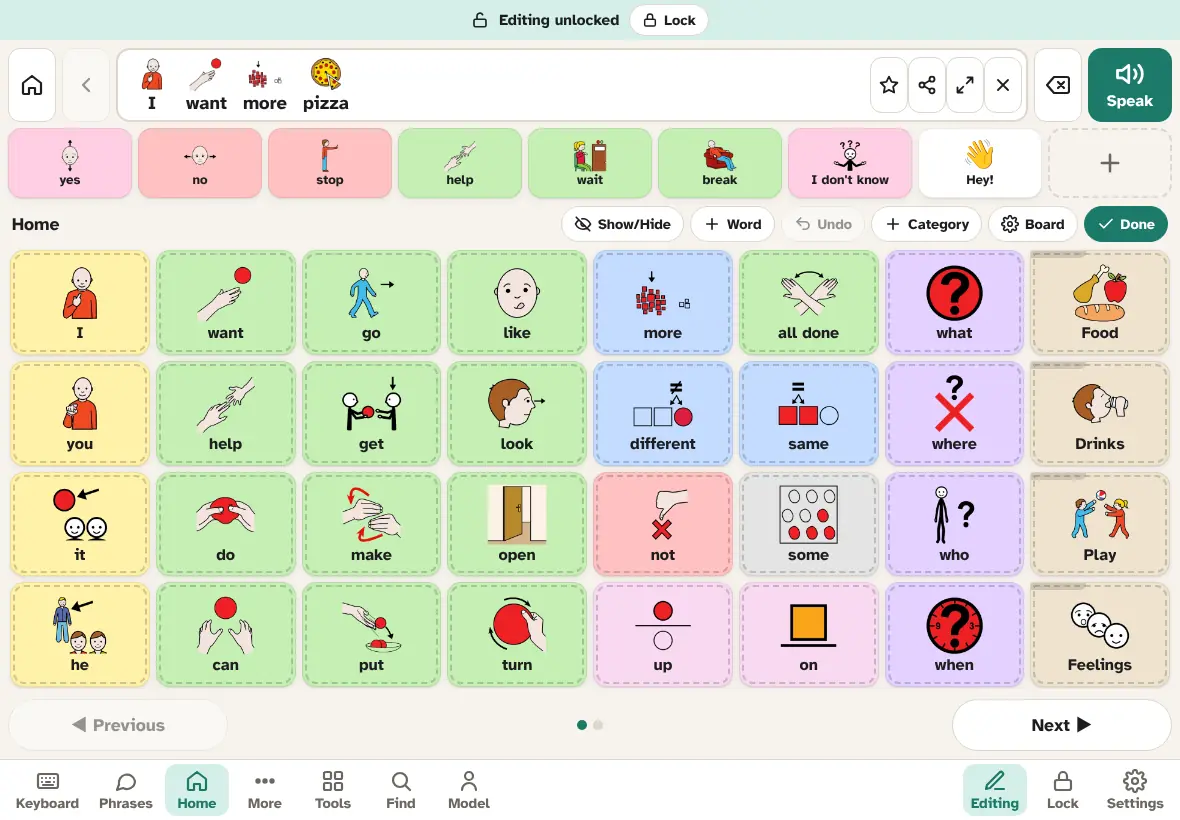 Editing unlocked Lock
I want more pizza
Speak
yes no stop help wait break I don't know Hey!
Home Show/Hide Word Undo Category Board Done
I want go like more all done what Food
you help get look different same where Drinks
it do make open not some who Play
he can put turn up on when Feelings
Previous Next
Keyboard Phrases Home More Tools Find Model Editing Lock Settings